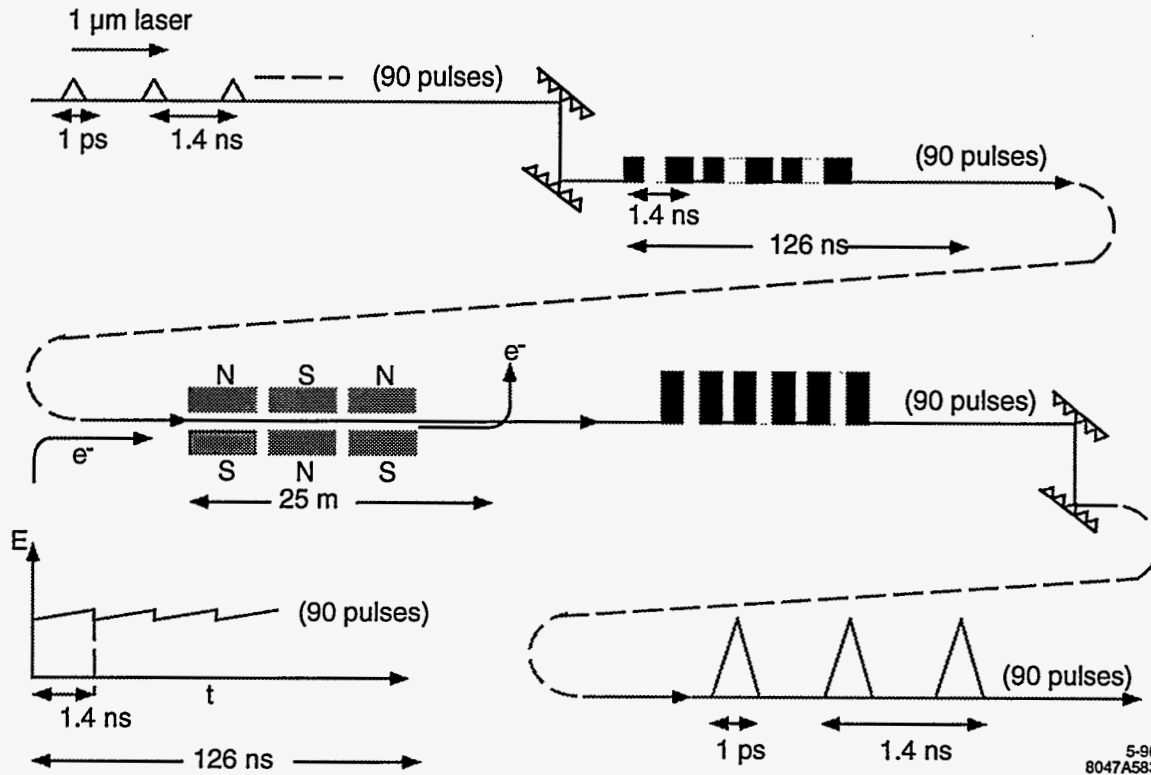 1 µm laser
(90 pulses)
1 ps
1.4 ns
(90 pulses)
1.4 ns
126 ns
e⁻
N S N
(90 pulses)
e⁻
S N S
25 m
E
(90 pulses)
t
1.4 ns
126 ns
(90 pulses)
1 ps
1.4 ns
8047A583